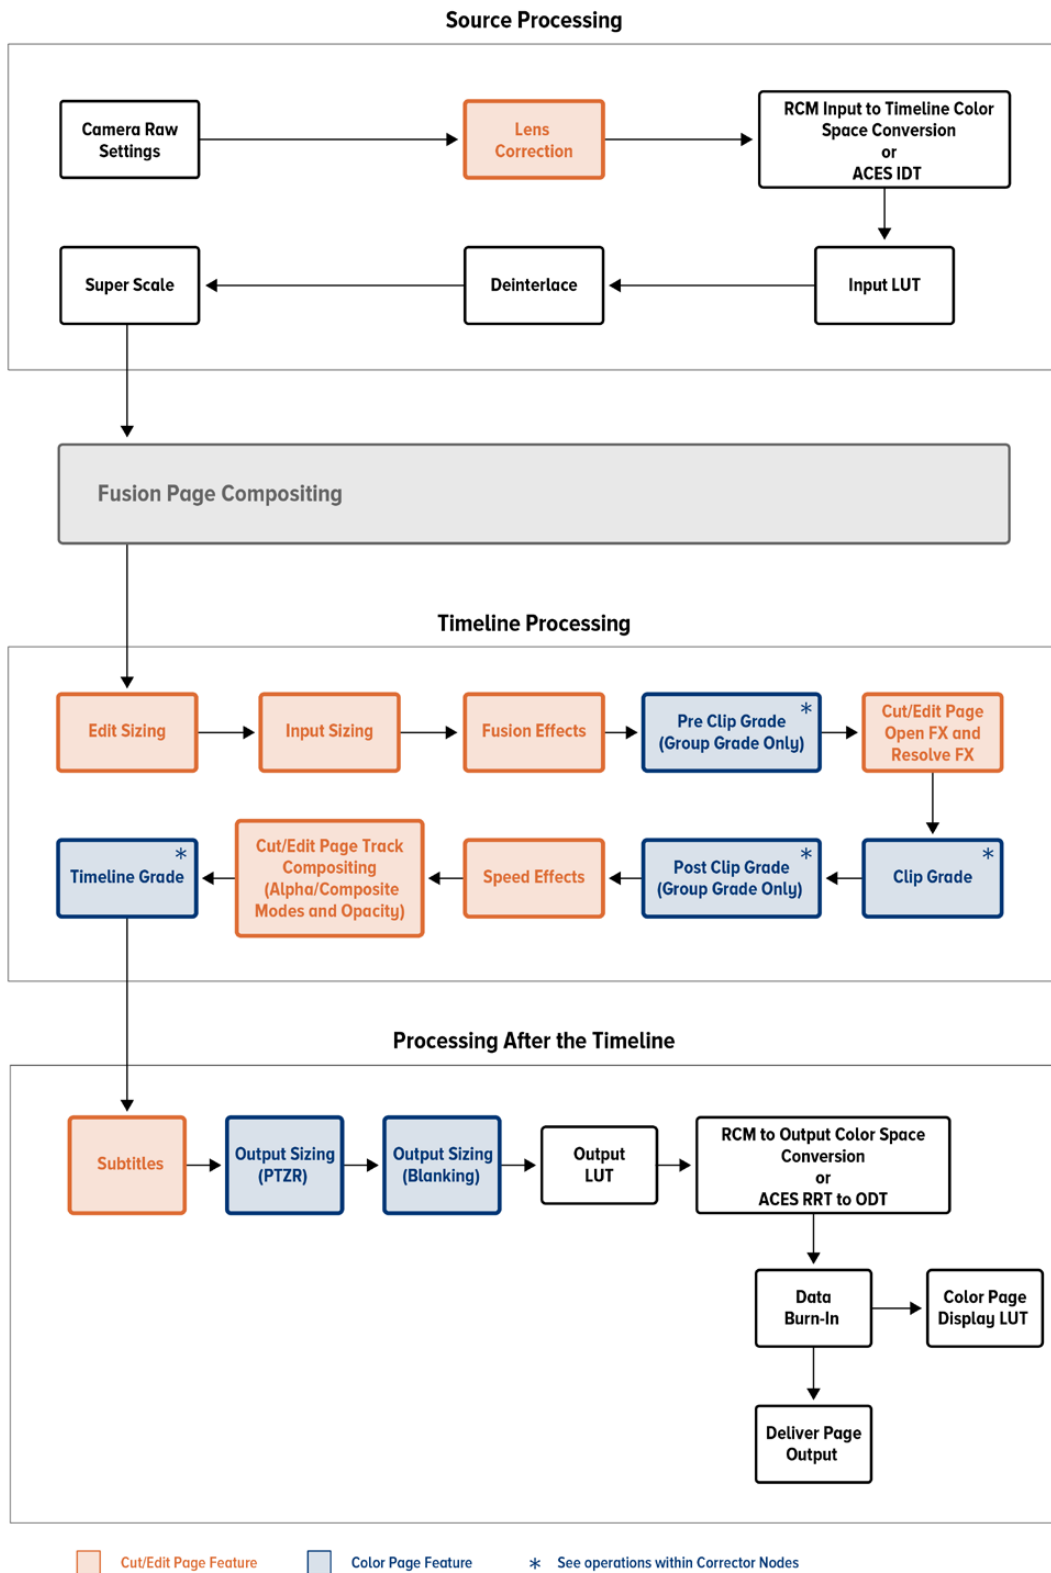 Source Processing
Camera Raw
Settings
Lens
Correction
RCM Input to Timeline Color
Space Conversion
or
ACES IDT
Super Scale
Deinterlace
Input LUT
Fusion Page Compositing
Timeline Processing
Edit Sizing
Input Sizing
Fusion Effects
Pre Clip Grade
(Group Grade Only)
*
Cut/Edit Page
Open FX and
Resolve FX
Timeline Grade
*
Cut/Edit Page Track
Compositing
(Alpha/Composite
Modes and Opacity)
Speed Effects
Post Clip Grade
(Group Grade Only)
*
Clip Grade
*
Processing After the Timeline
Subtitles
Output Sizing
(PTZR)
Output Sizing
(Blanking)
Output
LUT
RCM to Output Color Space
Conversion
or
ACES RRT to ODT
Data
Burn-In
Color Page
Display LUT
Deliver Page
Output
Cut/Edit Page Feature
Color Page Feature
* See operations within Corrector Nodes